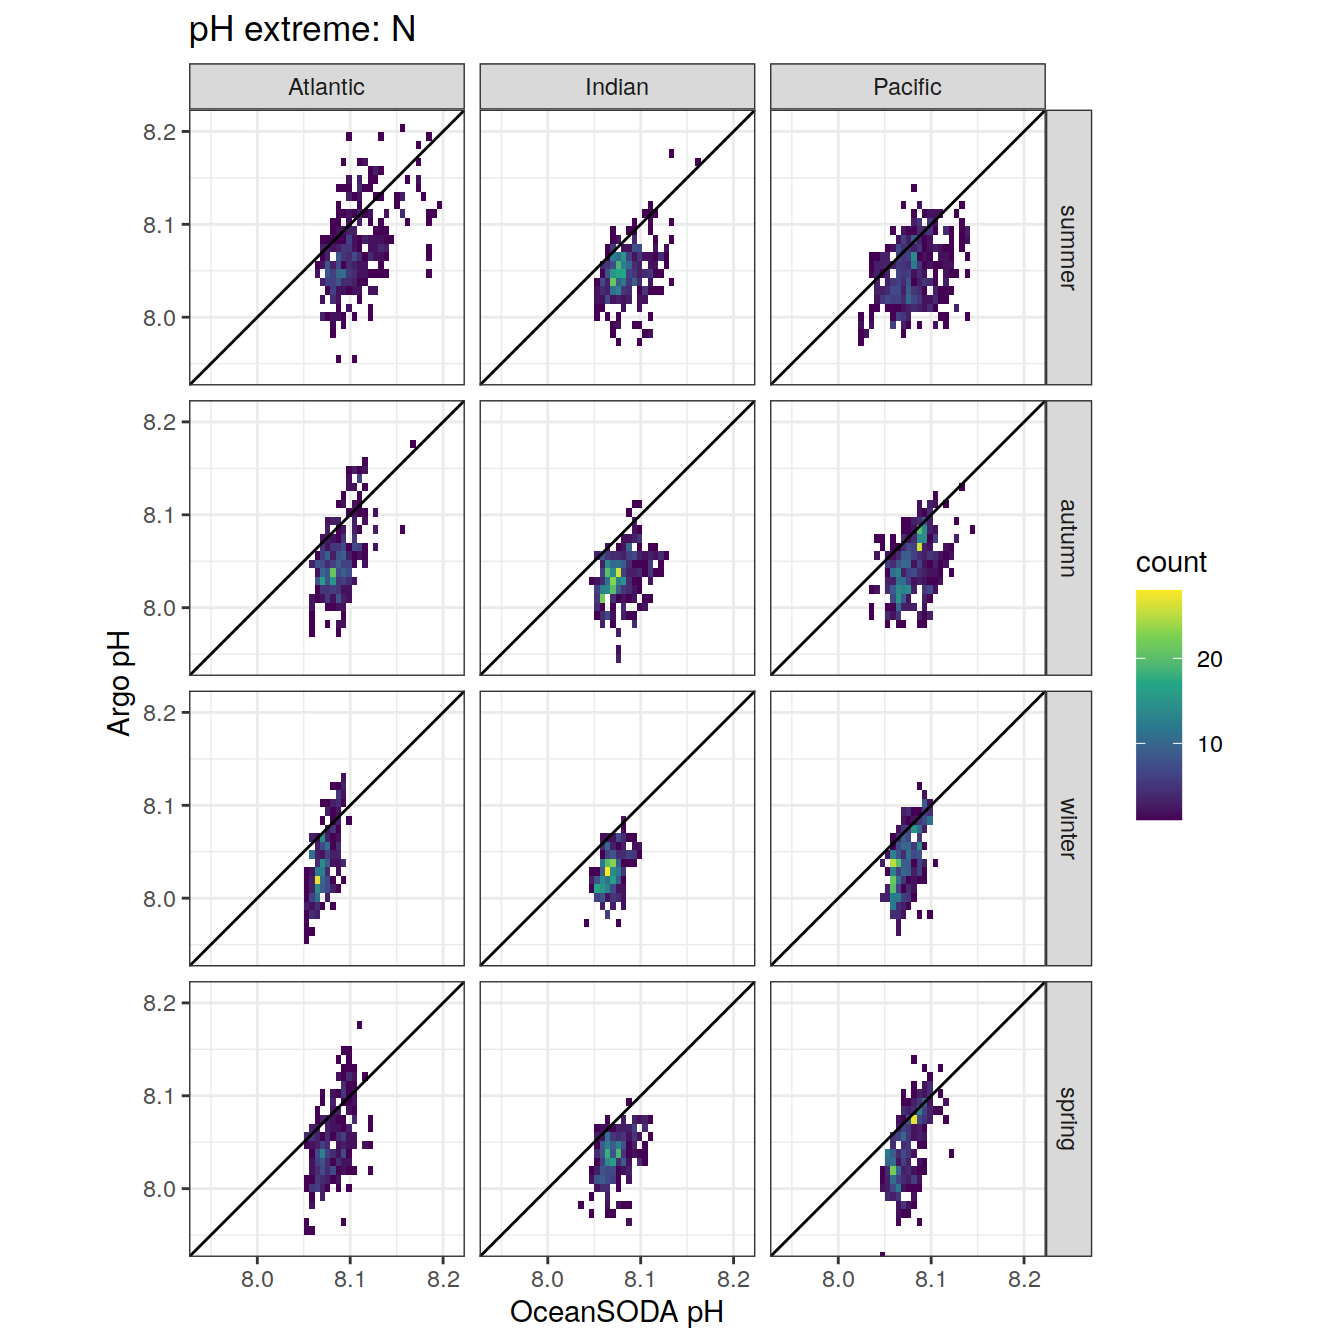 pH extreme: N
Atlantic Indian Pacific
8.2
8.1
8.0
summer
8.2
8.1
8.0
autumn
8.2
8.1
8.0
winter
8.2
8.1
8.0
spring
8.0 8.1 8.2 8.0 8.1 8.2 8.0 8.1 8.2
OceanSODA pH
Argo pH
count
20
10